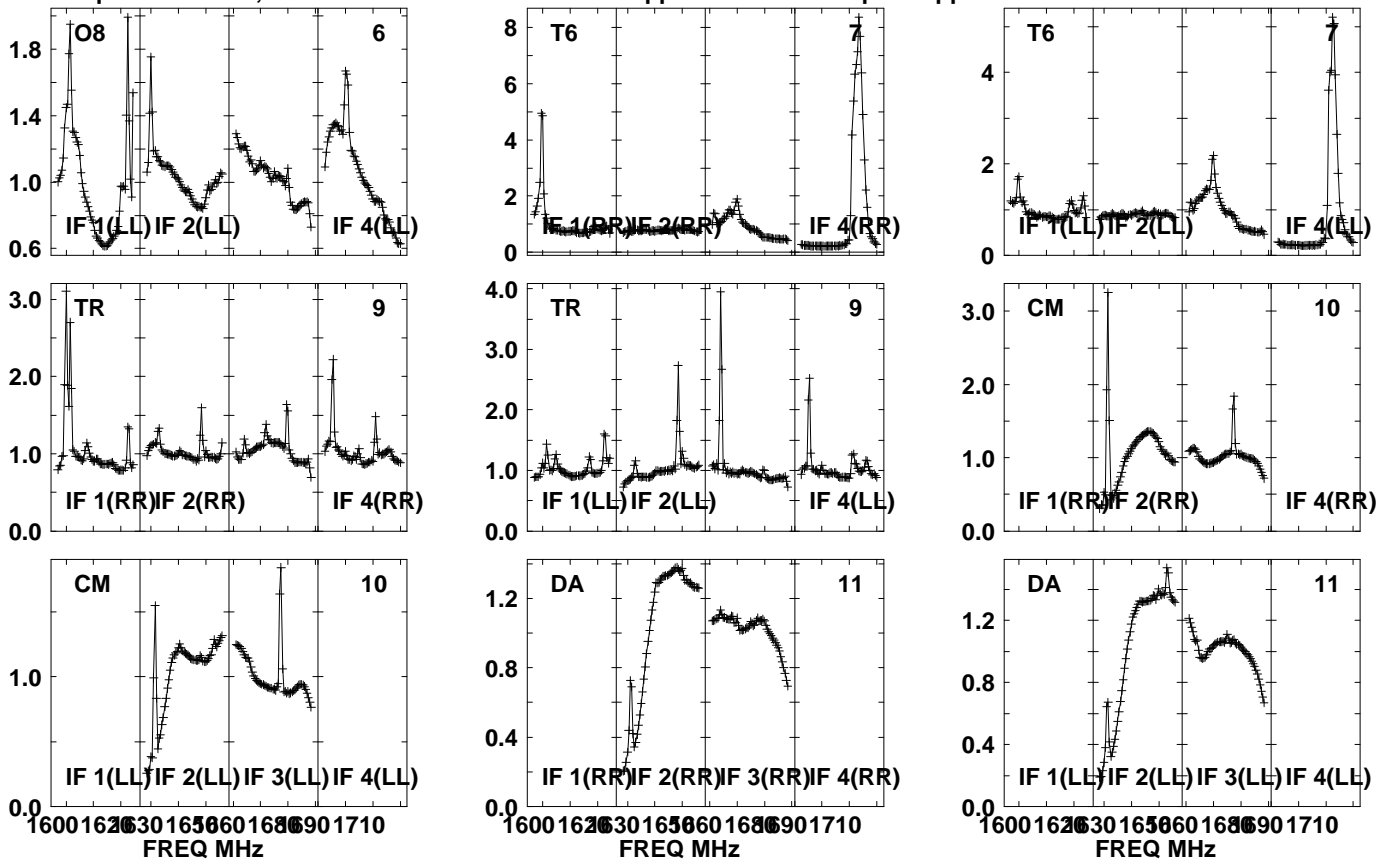 O8 6
1.8
1.4
1.0
0.6
IF 1(LL) IF 2(LL) IF 4(LL)
T6 7
8
6
4
2
0
IF 1(RR) IF 2(RR) IF 4(RR)
T6 7
4
2
0
IF 1(LL) IF 2(LL) IF 4(LL)
TR 9
3.0
2.0
1.0
0.0
IF 1(RR) IF 2(RR) IF 4(RR)
TR 9
4.0
3.0
2.0
1.0
0.0
IF 1(LL) IF 2(LL) IF 4(LL)
CM 10
3.0
2.0
1.0
0.0
IF 1(RR) IF 2(RR) IF 4(RR)
CM 10
1.0
0.0
IF 1(LL) IF 2(LL) IF 3(LL) IF 4(LL)
1600 1620 1630 1650 1660 1680 1690 1710
FREQ MHz
DA 11
1.2
0.8
0.4
0.0
IF 1(RR) IF 2(RR) IF 3(RR) IF 4(RR)
1600 1620 1630 1650 1660 1680 1690 1710
FREQ MHz
DA 11
1.6
1.2
0.8
0.4
0.0
IF 1(LL) IF 2(LL) IF 3(LL) IF 4(LL)
1600 1620 1630 1650 1660 1680 1690 1710
FREQ MHz